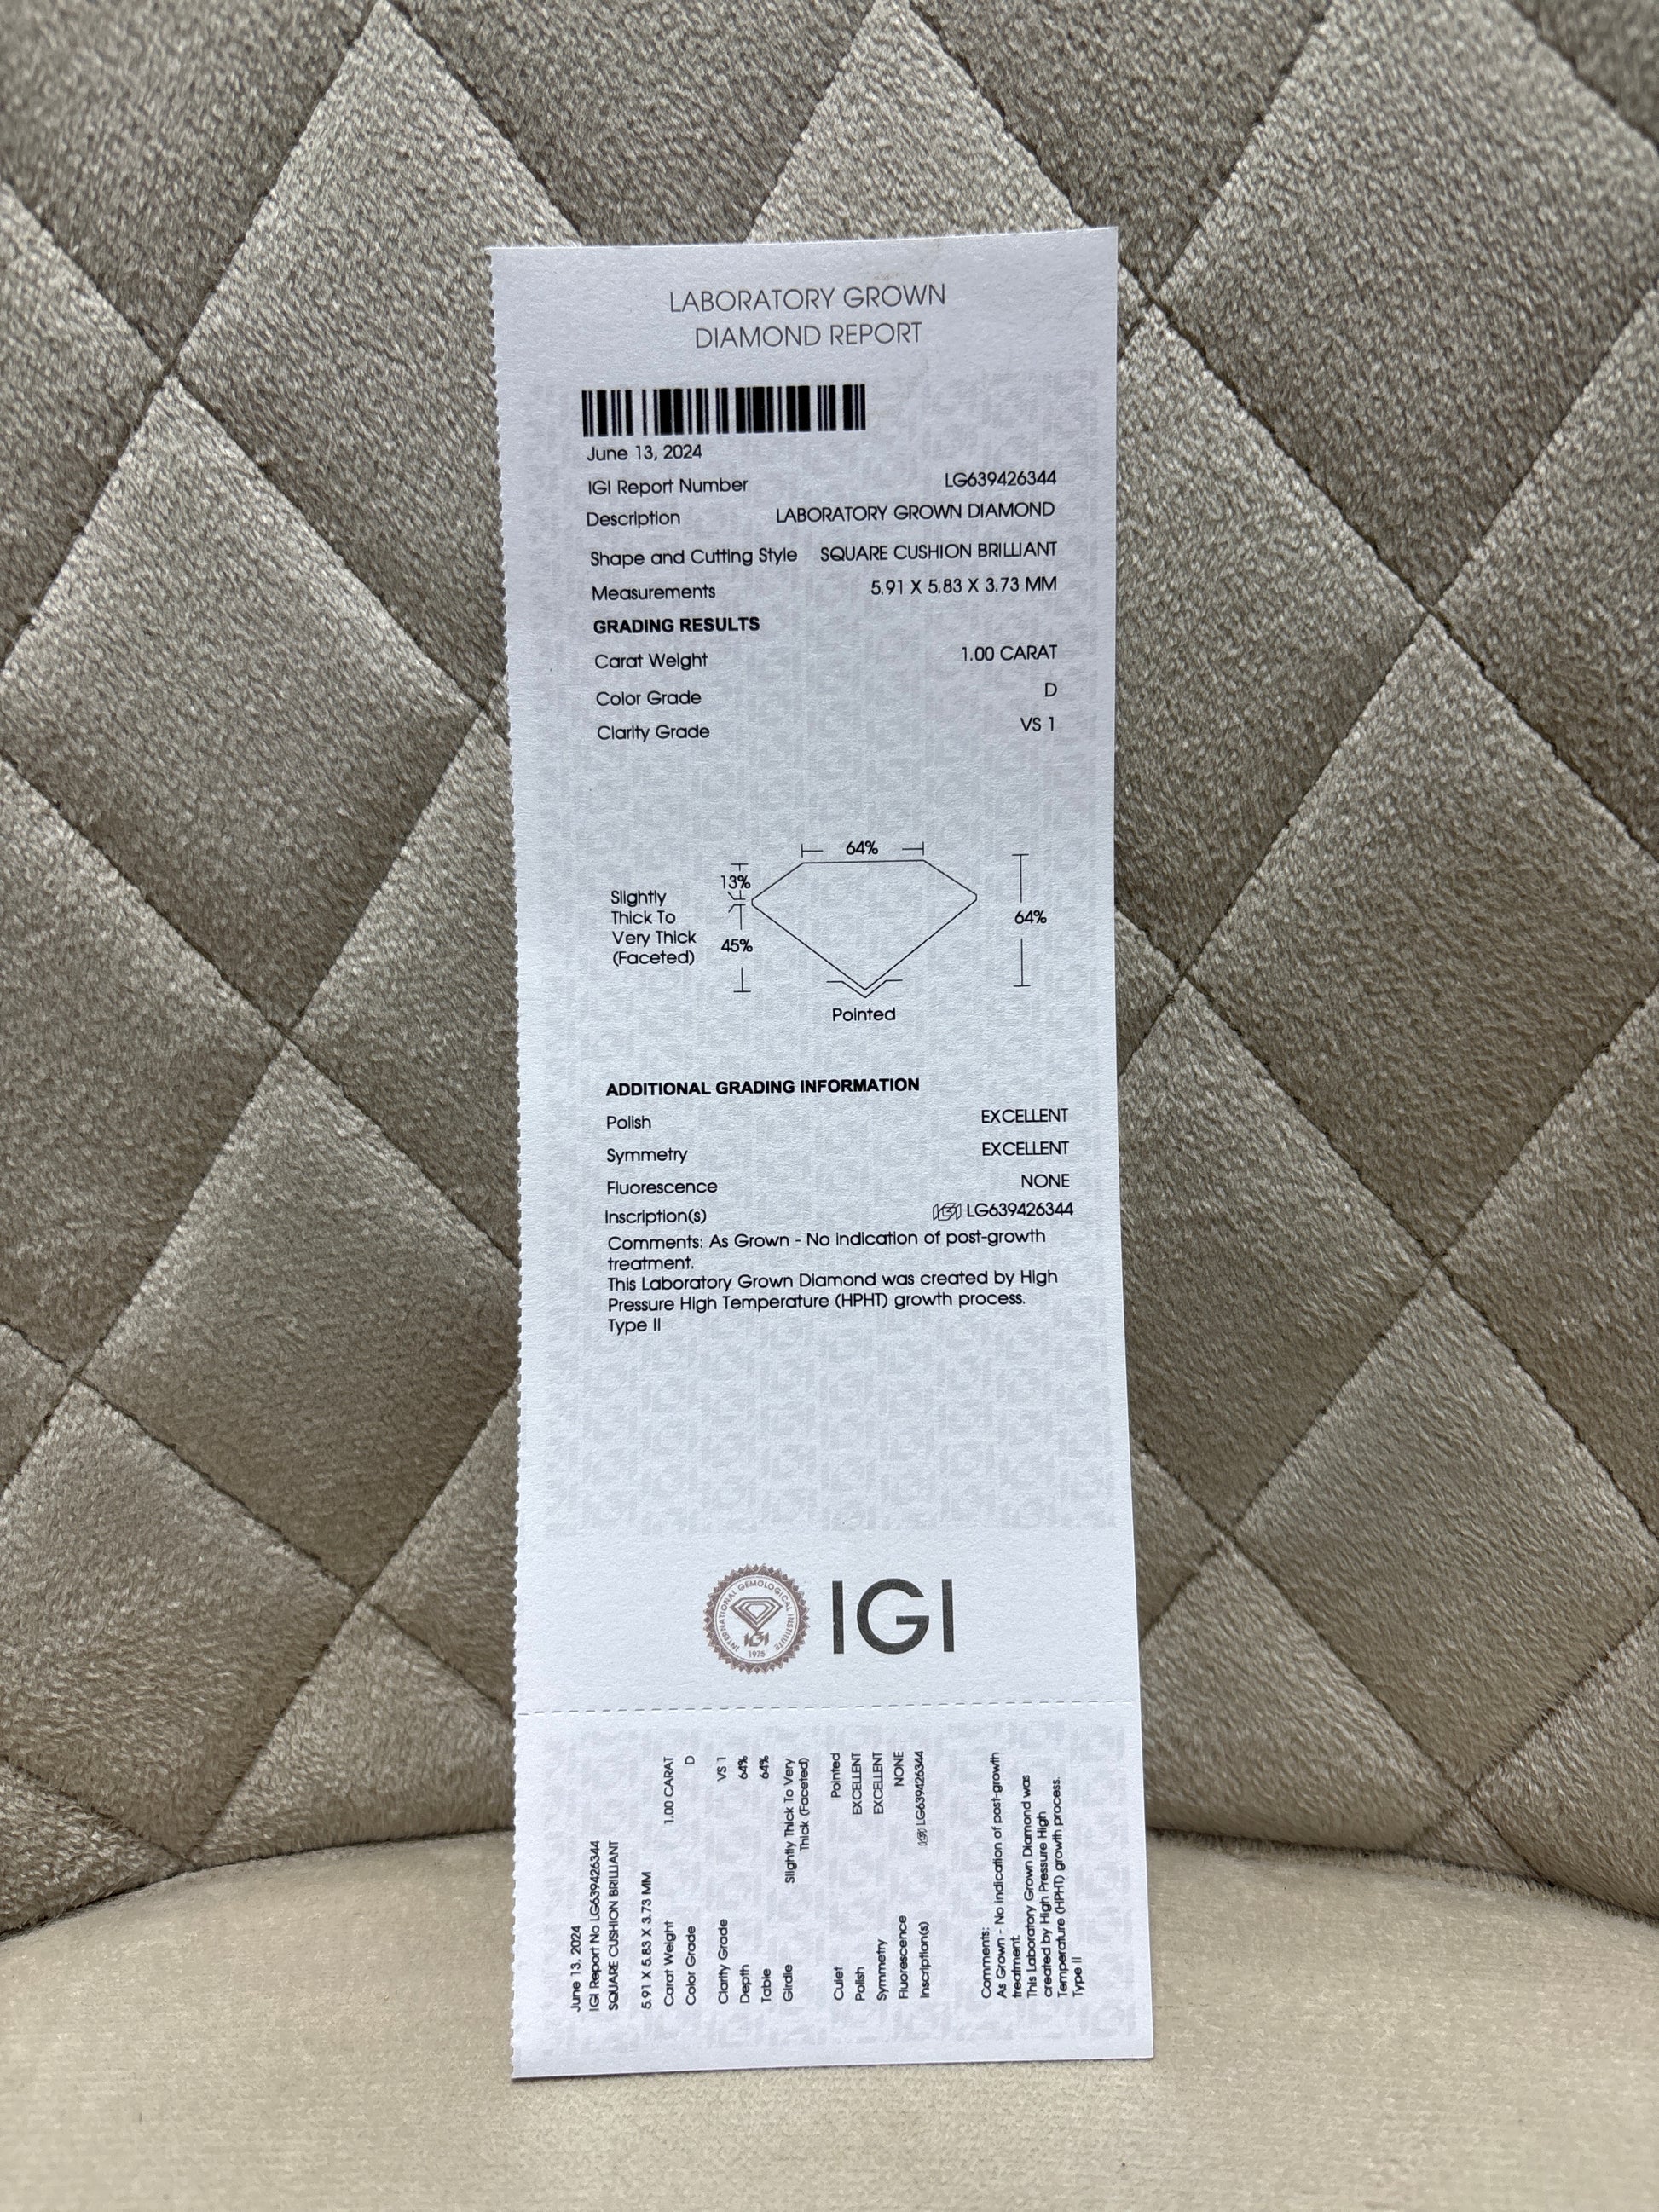 LABORATORY GROWN
DIAMOND REPORT
June 13, 2024
IGI Report Number LG639426344
Description LABORATORY GROWN DIAMOND
Shape and Cutting Style SQUARE CUSHION BRILLIANT
Measurements 5.91 X 5.83 X 3.73 MM
GRADING RESULTS
Carat Weight 1.00 CARAT
Color Grade D
Clarity Grade VS 1
64%
13%
Slightly
Thick To
Very Thick
(Faceted)
45%
64%
Pointed
ADDITIONAL GRADING INFORMATION
Polish EXCELLENT
Symmetry EXCELLENT
Fluorescence NONE
Inscription(s) IGI LG639426344
Comments: As Grown - No indication of post-growth
treatment.
This Laboratory Grown Diamond was created by High
Pressure High Temperature (HPHT) growth process.
Type II
INTERNATIONAL GEMOLOGICAL INSTITUTE
IGI
1975
IGI
June 13, 2024
IGI Report No LG639426344
SQUARE CUSHION BRILLIANT
5.91 X 5.83 X 3.73 MM
Carat Weight 1.00 CARAT
Color Grade D
Clarity Grade VS 1
Depth 64%
Table 64%
Girdle Slightly Thick To Very
Thick (Faceted)
Culet Pointed
Polish EXCELLENT
Symmetry EXCELLENT
Fluorescence NONE
Inscription(s) IGI LG639426344
Comments:
As Grown - No indication of post-growth
treatment.
This Laboratory Grown Diamond was
created by High Pressure High
Temperature (HPHT) growth process.
Type II